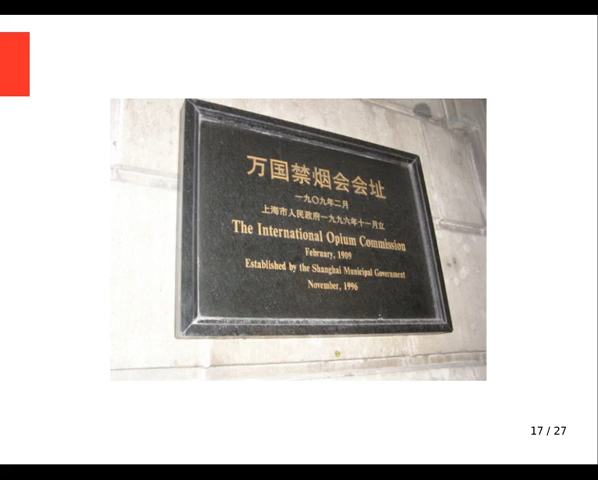 万国禁烟会会址
一九〇九年二月
上海市人民政府一九九六年十一月立
The International Opium Commission
February, 1909
Established by the Shanghai Municipal Government
November, 1996
17 / 27